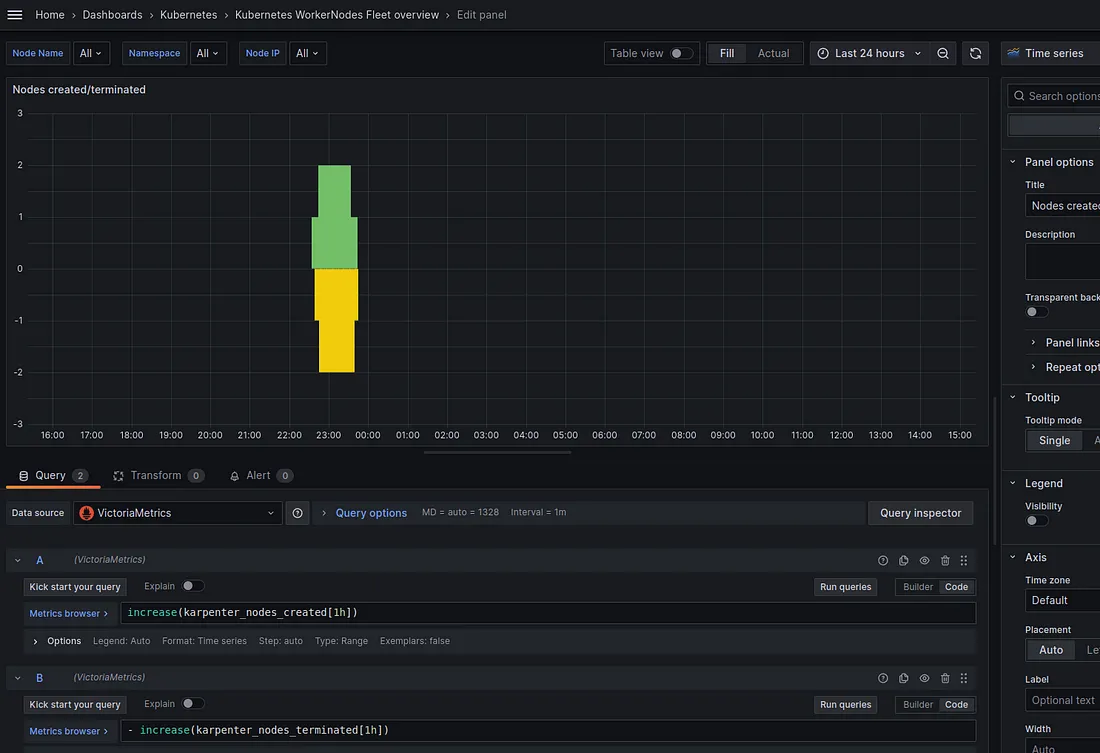 Home › Dashboards › Kubernetes › Kubernetes WorkerNodes Fleet overview › Edit panel
Node Name All Namespace All Node IP All Table view Fill Actual Last 24 hours Time series
Nodes created/terminated
3
2
1
0
-1
-2
-3
16:00 17:00 18:00 19:00 20:00 21:00 22:00 23:00 00:00 01:00 02:00 03:00 04:00 05:00 06:00 07:00 08:00 09:00 10:00 11:00 12:00 13:00 14:00 15:00
Query 2 Transform 0 Alert 0
Data source VictoriaMetrics › Query options MD = auto = 1328 Interval = 1m Query inspector
A (VictoriaMetrics)
Kick start your query Explain Run queries Builder Code
Metrics browser › increase(karpenter_nodes_created[1h])
› Options Legend: Auto Format: Time series Step: auto Type: Range Exemplars: false
B (VictoriaMetrics)
Kick start your query Explain Run queries Builder Code
Metrics browser › - increase(karpenter_nodes_terminated[1h])
Search options
Panel options
Title
Nodes created
Description
Transparent back
› Panel links
› Repeat opt
Tooltip
Tooltip mode
Single A
Legend
Visibility
Axis
Time zone
Default
Placement
Auto Le
Label
Optional text
Width
Auto